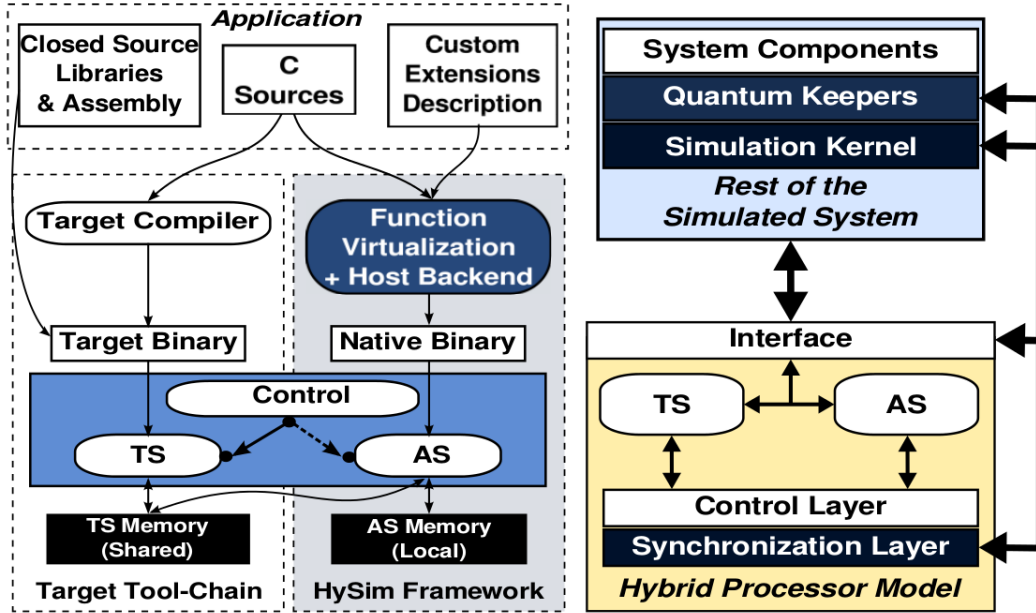 Application
Closed Source
Libraries
& Assembly
C
Sources
Custom
Extensions
Description
Target Compiler
Function
Virtualization
+ Host Backend
Target Binary
Native Binary
Control
TS
AS
TS Memory
(Shared)
AS Memory
(Local)
Target Tool-Chain
HySim Framework
System Components
Quantum Keepers
Simulation Kernel
Rest of the
Simulated System
Interface
TS
AS
Control Layer
Synchronization Layer
Hybrid Processor Model